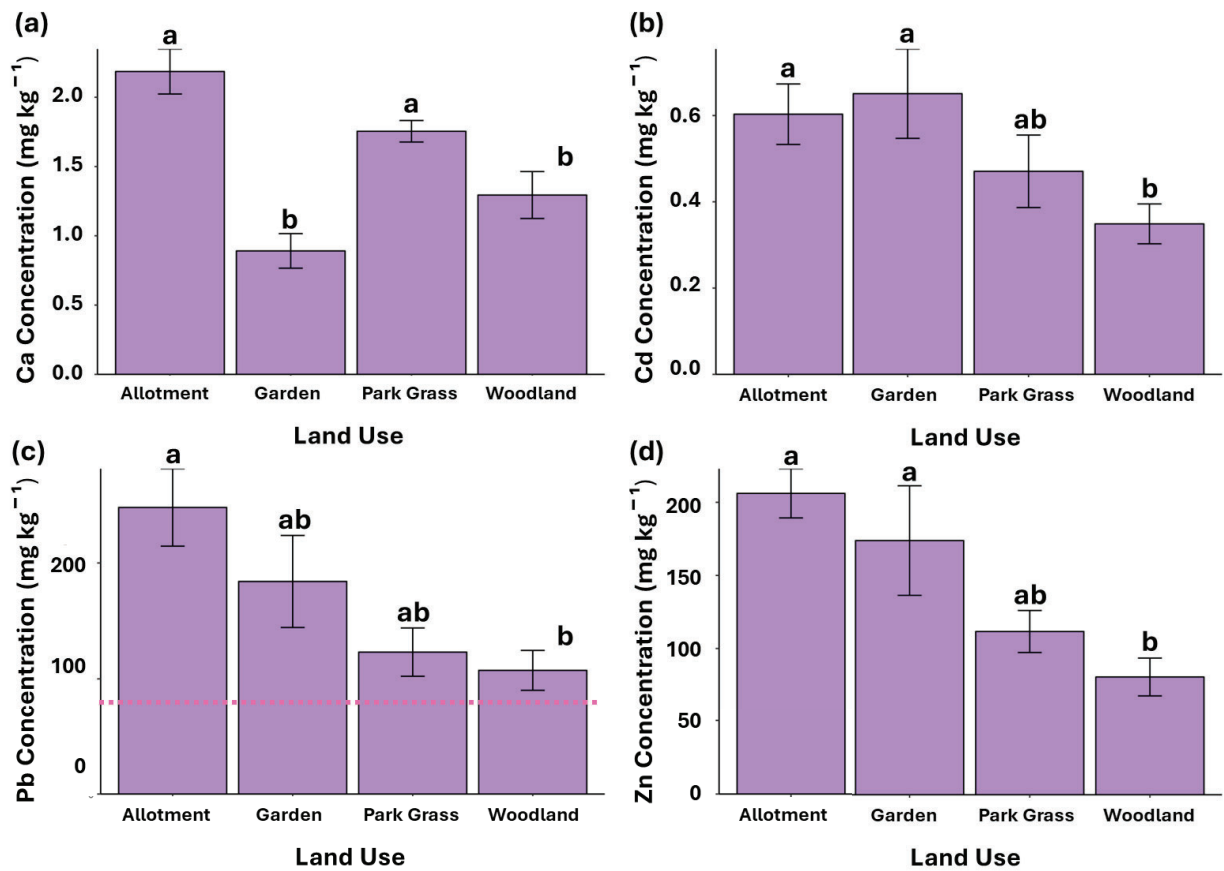 (a)
Ca Concentration (mg kg⁻¹)
2.0
1.5
1.0
0.5
0.0
a
b
a
b
Allotment Garden Park Grass Woodland
Land Use
(b)
Cd Concentration (mg kg⁻¹)
0.6
0.4
0.2
0.0
a
a
ab
b
Allotment Garden Park Grass Woodland
Land Use
(c)
Pb Concentration (mg kg⁻¹)
200
100
0
a
ab
ab
b
Allotment Garden Park Grass Woodland
Land Use
(d)
Zn Concentration (mg kg⁻¹)
200
150
100
50
0
a
a
ab
b
Allotment Garden Park Grass Woodland
Land Use